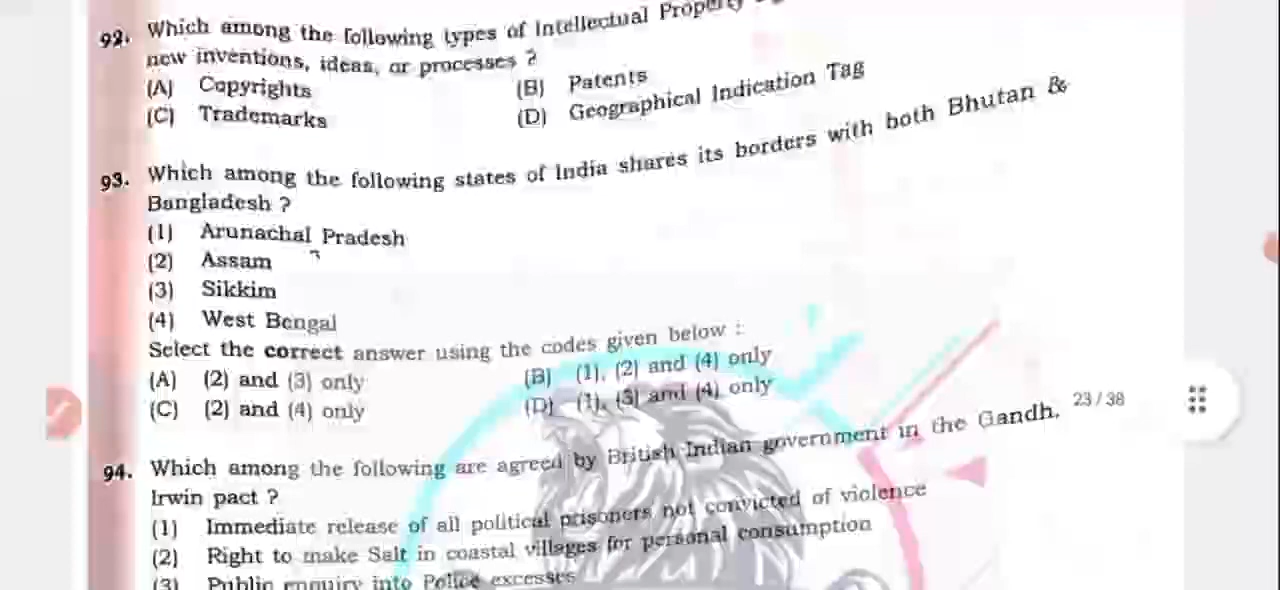 92. Which among the following types of Intellectual Property
new inventions, ideas, or processes ?
(A) Copyrights (B) Patents
(C) Trademarks (D) Geographical Indication Tag
93. Which among the following states of India shares its borders with both Bhutan &
Bangladesh ?
(1) Arunachal Pradesh
(2) Assam
(3) Sikkim
(4) West Bengal
Select the correct answer using the codes given below :
(A) (2) and (3) only (B) (1), (2) and (4) only
(C) (2) and (4) only (D) (1), (3) and (4) only
23 / 38
94. Which among the following are agreed by British Indian government in the Gandh.
Irwin pact ?
(1) Immediate release of all political prisoners not convicted of violence
(2) Right to make Salt in coastal villages for personal consumption
(3) Public enquiry into Police excesses